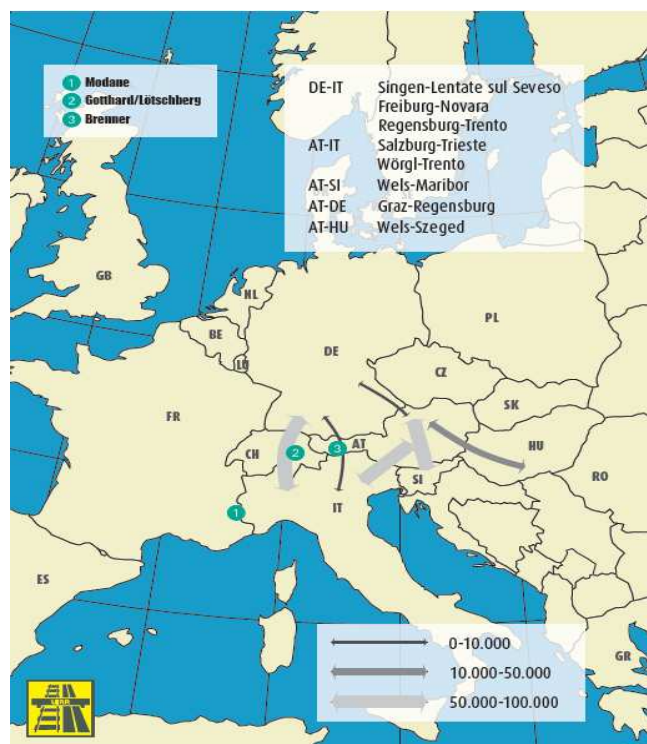 1 Modane
2 Gotthard/Lötschberg
3 Brenner
DE-IT Singen-Lentate sul Seveso
Freiburg-Novara
Regensburg-Trento
AT-IT Salzburg-Trieste
Wörgl-Trento
AT-SI Wels-Maribor
AT-DE Graz-Regensburg
AT-HU Wels-Szeged
GB
NL
PL
BE
DE
LU
CZ
FR
SK
CH
2
3
AT
HU
SI
RO
1
IT
ES
0-10.000
10.000-50.000
50.000-100.000
GR